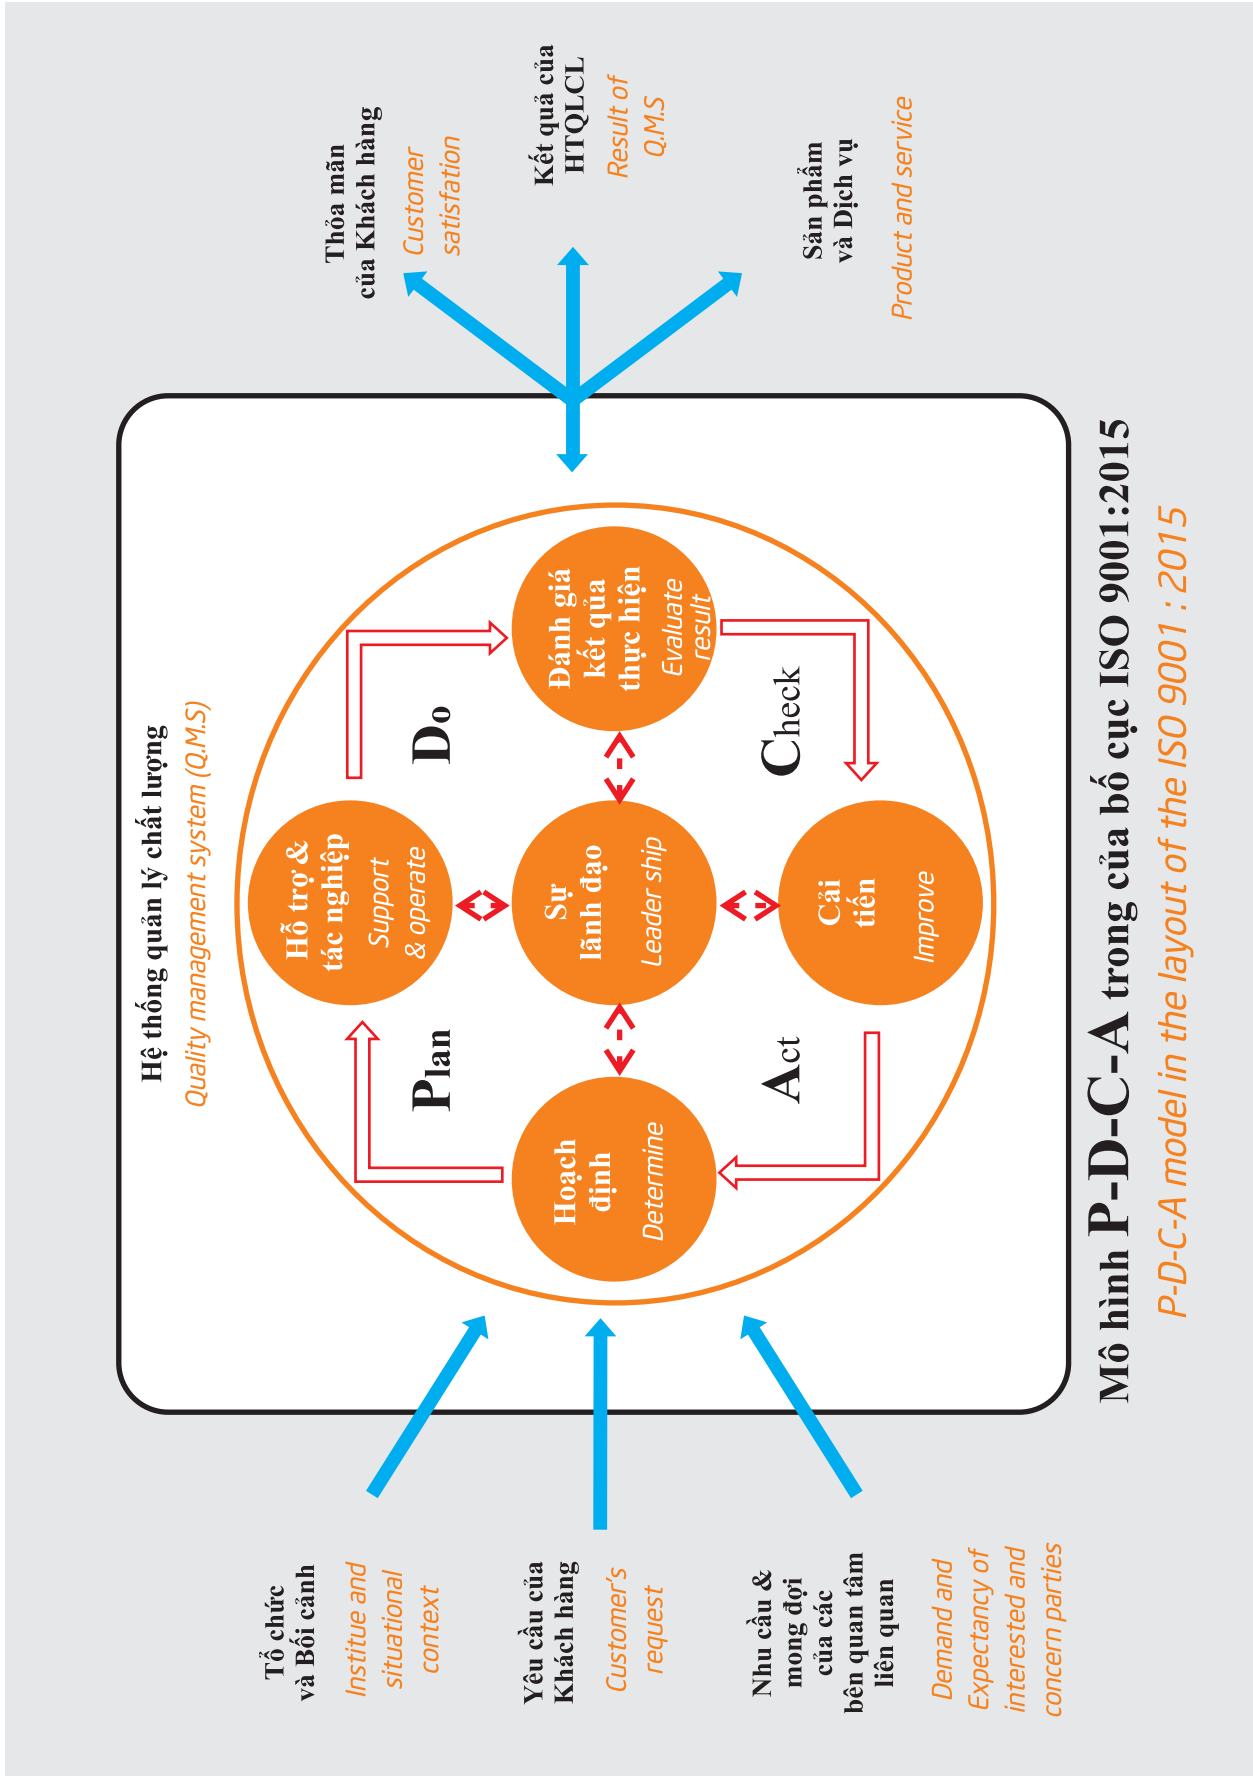 Hệ thống quản lý chất lượng
Quality management system (Q.M.S)
Tổ chức
và Bối cảnh
Institue and
situational
context
Yêu cầu của
Khách hàng
Customer's
request
Nhu cầu &
mong đợi
của các
bên quan tâm
liên quan
Demand and
Expectancy of
interested and
concern parties
Hoạch
định
Determine
Plan
Hỗ trợ &
tác nghiệp
Support
& operate
Do
Sự
lãnh đạo
Leader ship
Đánh giá
kết qủa
thực hiện
Evaluate
result
Act
Cải
tiến
Improve
Check
Thỏa mãn
của Khách hàng
Customer
satisfation
Kết quả của
HTQLCL
Result of
Q.M.S
Sản phẩm
và Dịch vụ
Product and service
Mô hình P-D-C-A trong của bố cục ISO 9001:2015
P-D-C-A model in the layout of the ISO 9001 : 2015